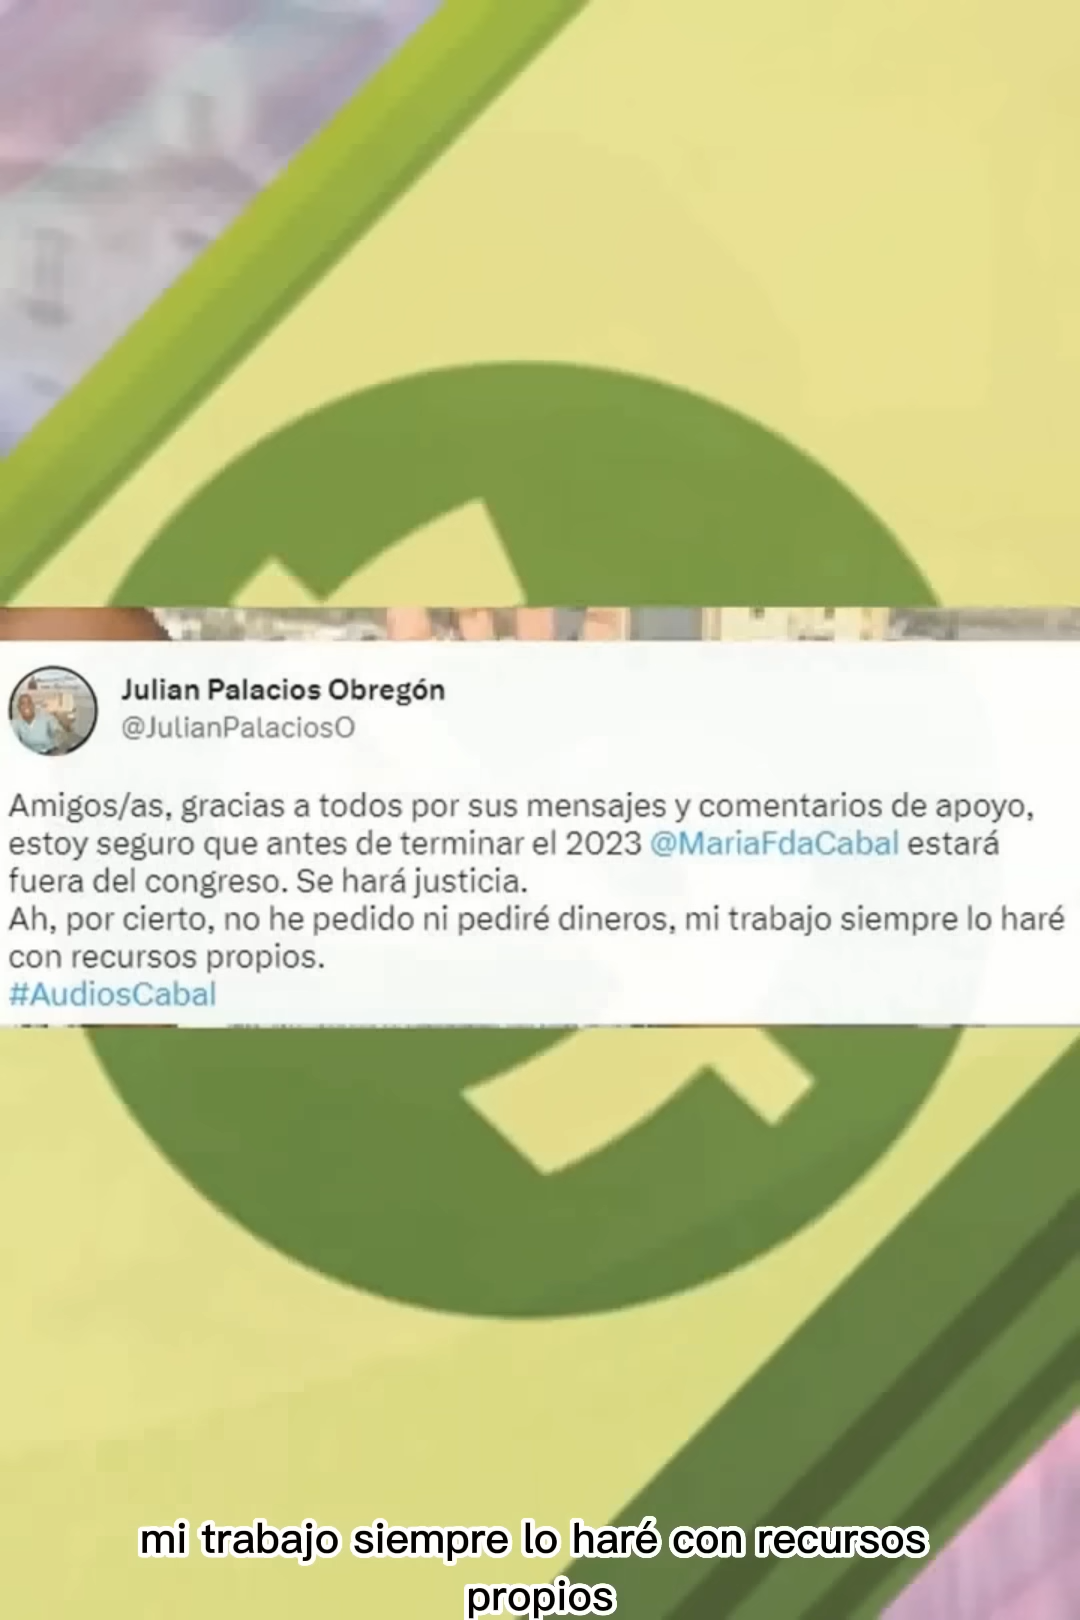 Julian Palacios Obregón
@JulianPalaciosO
Amigos/as, gracias a todos por sus mensajes y comentarios de apoyo,
estoy seguro que antes de terminar el 2023 @MariaFdaCabal estará
fuera del congreso. Se hará justicia.
Ah, por cierto, no he pedido ni pediré dineros, mi trabajo siempre lo haré
con recursos propios.
#AudiosCabal
mi trabajo siempre lo haré con recursos
propios